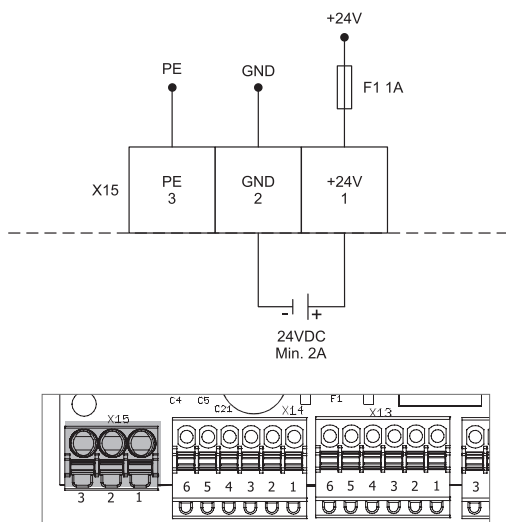 +24V
PE
GND
F1 1A
X15
PE
3
GND
2
+24V
1
- +
24VDC
Min. 2A
C4 C5 C21 X14 F1 X13
X15
3 2 1
6 5 4 3 2 1
6 5 4 3 2 1
3